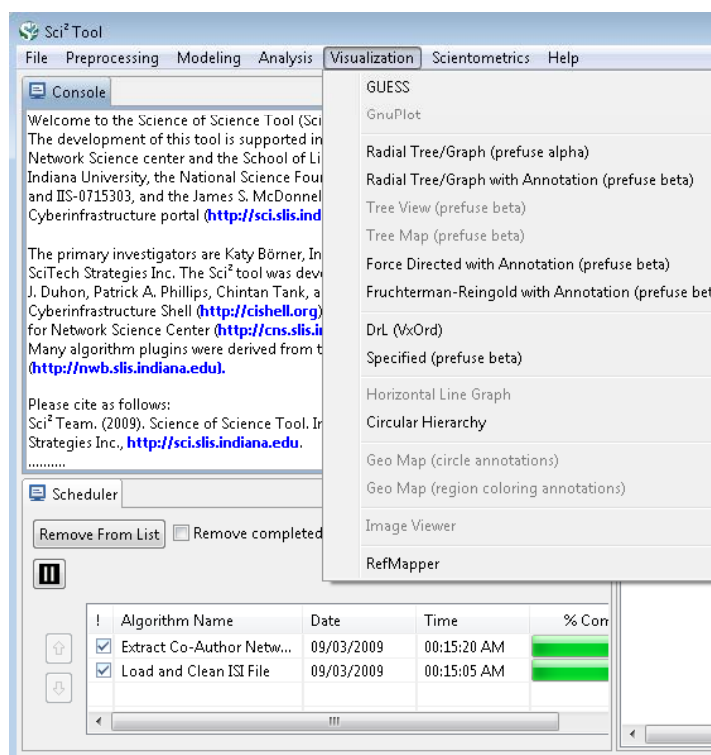 Sci² Tool
File Preprocessing Modeling Analysis Visualization Scientometrics Help
Console
Welcome to the Science of Science Tool (Sci
The development of this tool is supported in
Network Science center and the School of Li
Indiana University, the National Science Four
and IIS-0715303, and the James S. McDonnel
Cyberinfrastructure portal (http://sci.slis.ind
The primary investigators are Katy Börner, In
SciTech Strategies Inc. The Sci² tool was deve
J. Duhon, Patrick A. Phillips, Chintan Tank, a
Cyberinfrastructure Shell (http://cishell.org)
for Network Science Center (http://cns.slis.in
Many algorithm plugins were derived from t
(http://nwb.slis.indiana.edu).
Please cite as follows:
Sci² Team. (2009). Science of Science Tool. In
Strategies Inc., http://sci.slis.indiana.edu.
..........
GUESS
GnuPlot
Radial Tree/Graph (prefuse alpha)
Radial Tree/Graph with Annotation (prefuse beta)
Tree View (prefuse beta)
Tree Map (prefuse beta)
Force Directed with Annotation (prefuse beta)
Fruchterman-Reingold with Annotation (prefuse bet
DrL (VxOrd)
Specified (prefuse beta)
Horizontal Line Graph
Circular Hierarchy
Geo Map (circle annotations)
Geo Map (region coloring annotations)
Image Viewer
RefMapper
Scheduler
Remove From List Remove completed
! Algorithm Name Date Time % Com
Extract Co-Author Netw... 09/03/2009 00:15:20 AM
Load and Clean ISI File 09/03/2009 00:15:05 AM